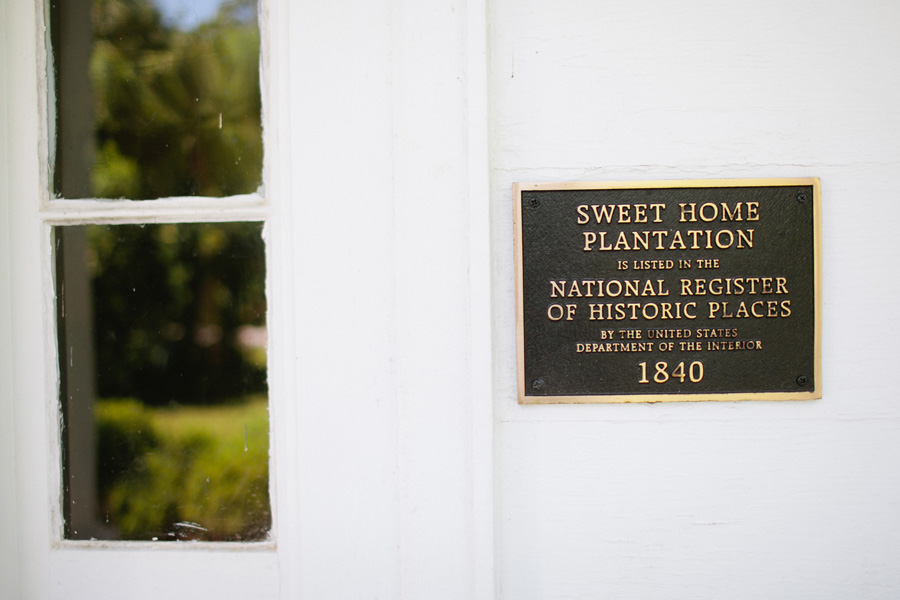 SWEET HOME
PLANTATION
IS LISTED IN THE
NATIONAL REGISTER
OF HISTORIC PLACES
BY THE UNITED STATES
DEPARTMENT OF THE INTERIOR
1840